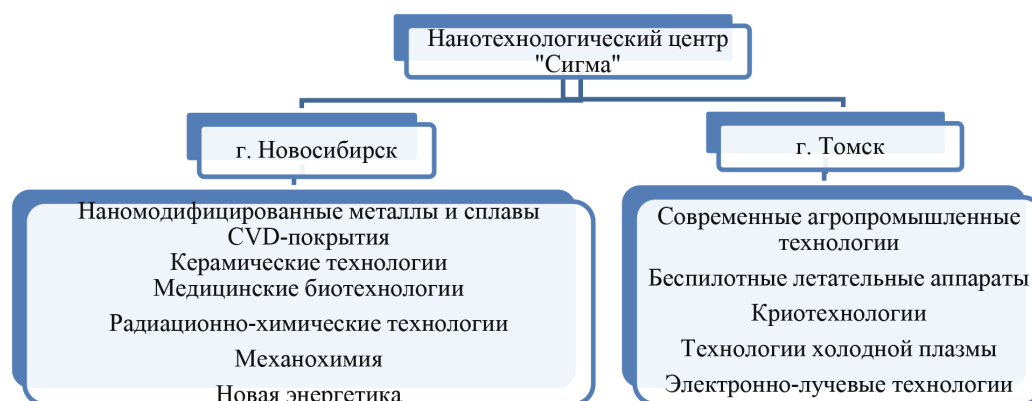 Нанотехнологический центр
"Сигма"
г. Новосибирск
г. Томск
Наномодифицированные металлы и сплавы
CVD-покрытия
Керамические технологии
Медицинские биотехнологии
Радиационно-химические технологии
Механохимия
Новая энергетика
Современные агропромышленные
технологии
Беспилотные летательные аппараты
Криотехнологии
Технологии холодной плазмы
Электронно-лучевые технологии